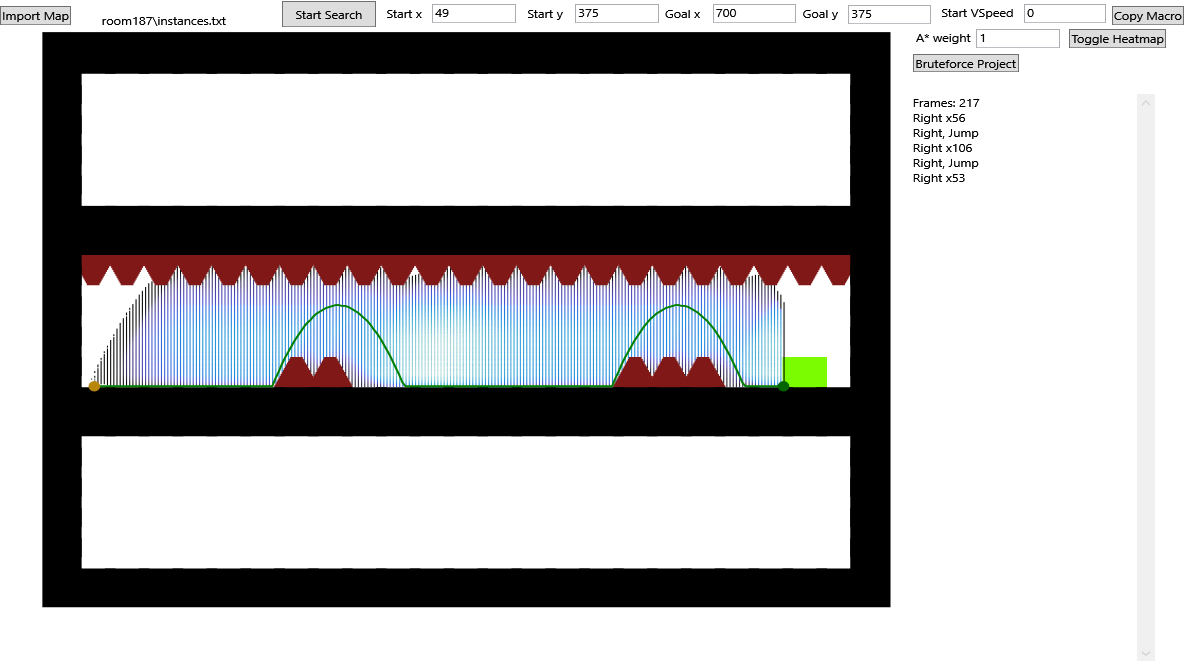 Import Map room187\instances.txt Start Search Start x 49 Start y 375 Goal x 700 Goal y 375 Start VSpeed 0 Copy Macro
A* weight 1 Toggle Heatmap
Bruteforce Project
Frames: 217
Right x56
Right, Jump
Right x106
Right, Jump
Right x53